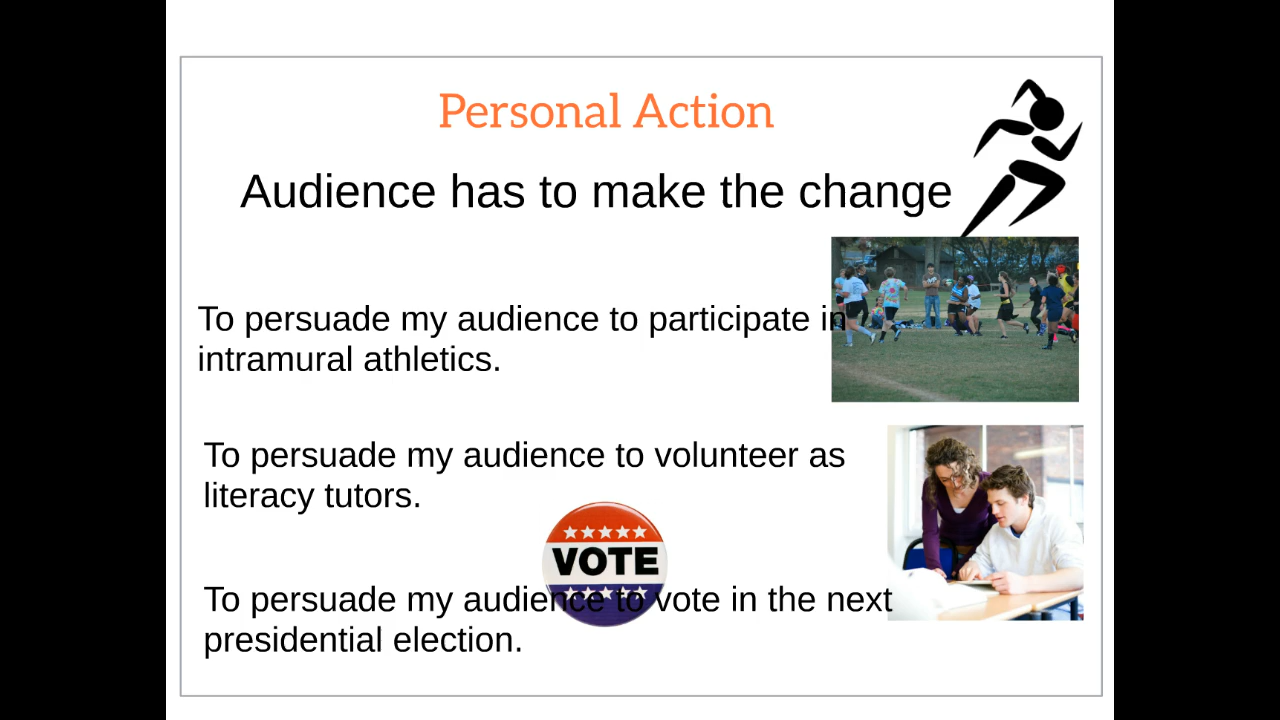 Personal Action
Audience has to make the change
To persuade my audience to participate in
intramural athletics.
To persuade my audience to volunteer as
literacy tutors.
VOTE
To persuade my audience to vote in the next
presidential election.